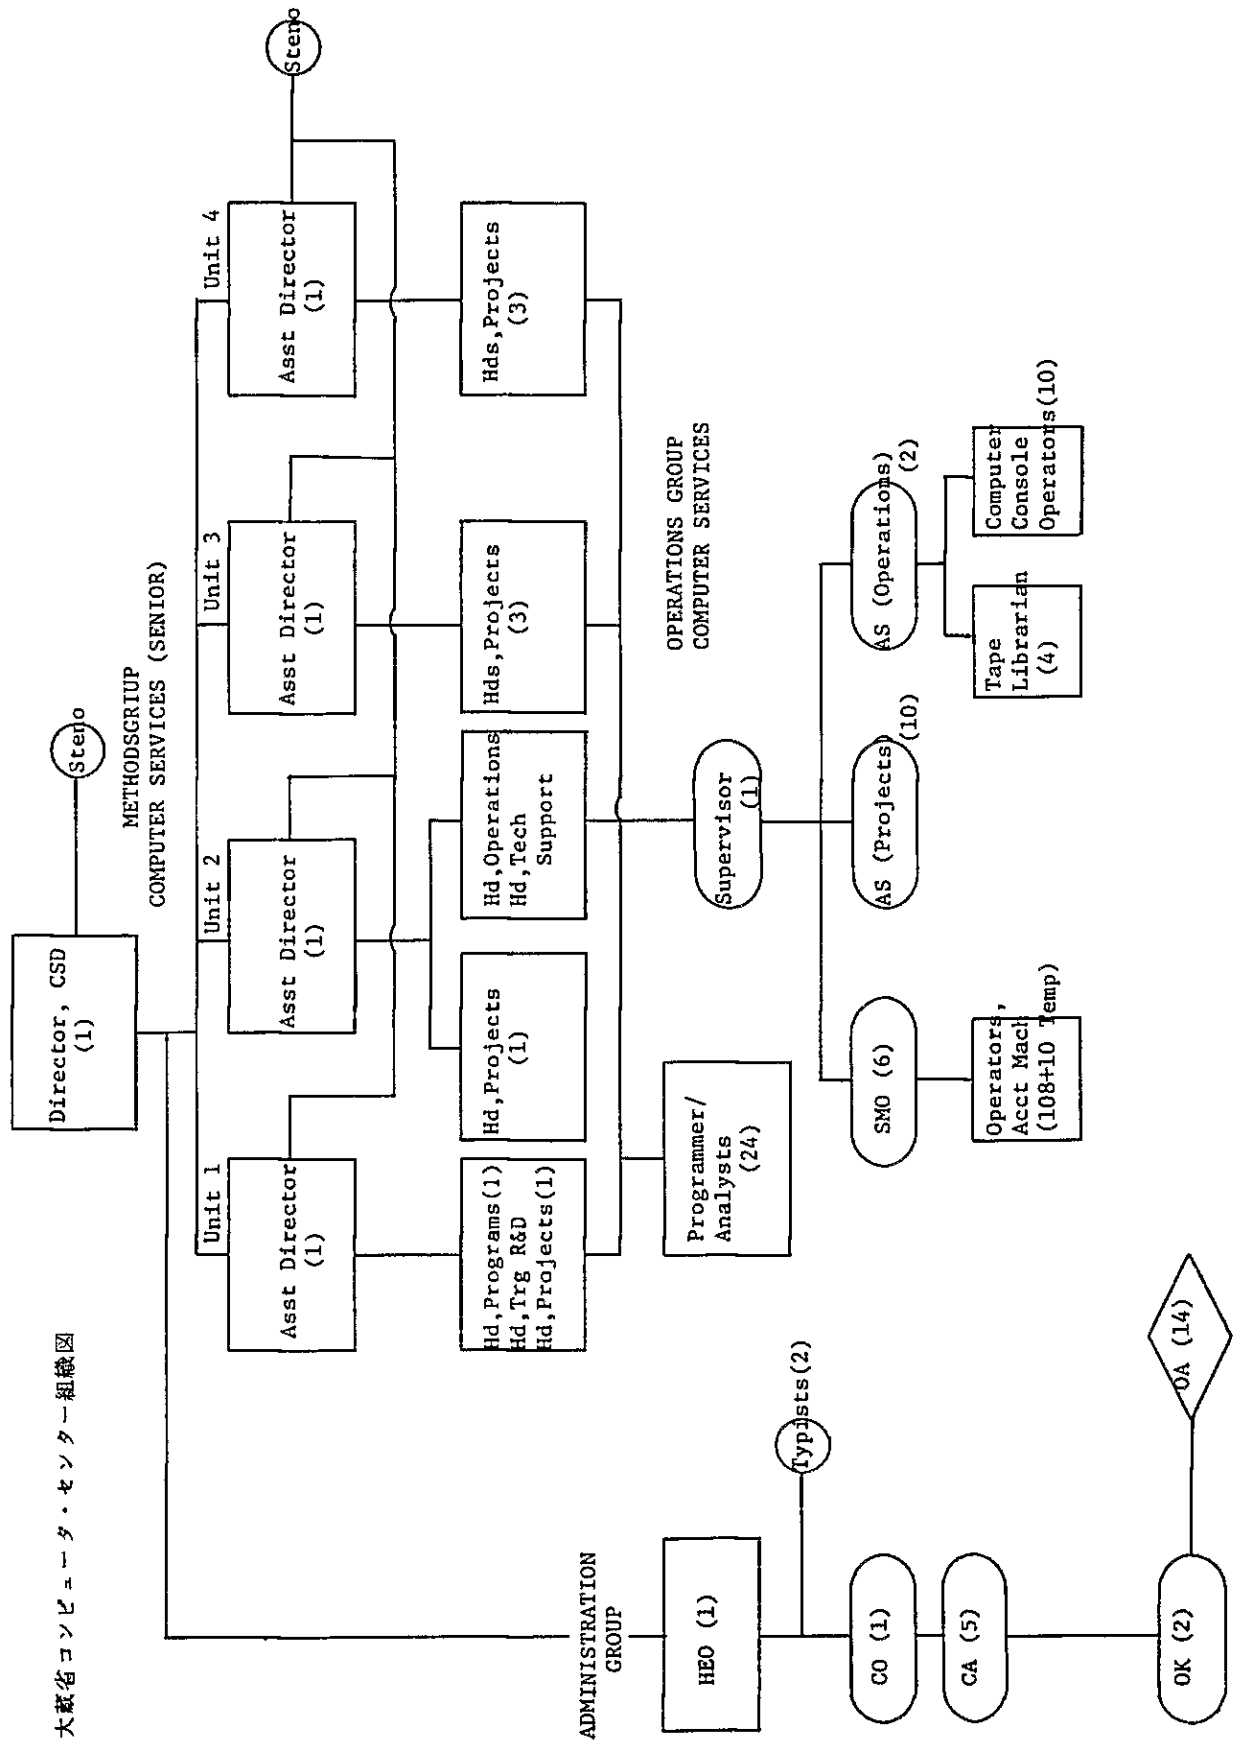 大蔵省コンピュータ・センター組織図
Director, CSD
(1)
Steno
METHODSGRIUP
COMPUTER SERVICES (SENIOR)
Unit 1
Asst Director
(1)
Unit 2
Asst Director
(1)
Unit 3
Asst Director
(1)
Unit 4
Asst Director
(1)
Steno
Hd,Programs(1)
Hd,Trg R&D
Hd,Projects(1)
Hd,Projects
(1)
Hd,Operations
Hd,Tech
Support
Hds,Projects
(3)
Hds,Projects
(3)
ADMINISTRATION
GROUP
HEO (1)
Typists(2)
CO (1)
CA (5)
OK (2)
OA (14)
Programmer/
Analysts
(24)
OPERATIONS GROUP
COMPUTER SERVICES
Supervisor
(1)
SMO (6)
AS (Projects)
(10)
AS (Operations)
(2)
Operators,
Acct Mach
(108+10 Temp)
Tape
Librarian
(4)
Computer
Console
Operators(10)